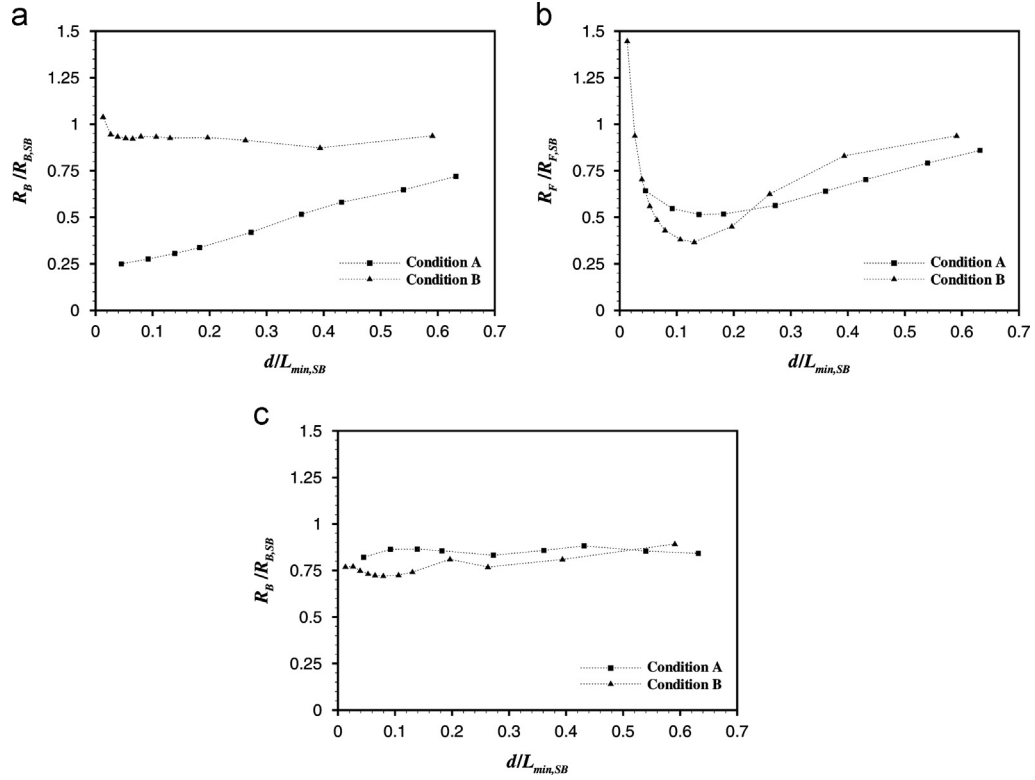 a
1.5
1.25
1
0.75
0.5
0.25
0
R_B /R_B,SB
0 0.1 0.2 0.3 0.4 0.5 0.6 0.7
d/L_min,SB
Condition A
Condition B
b
1.5
1.25
1
0.75
0.5
0.25
0
R_F /R_F,SB
0 0.1 0.2 0.3 0.4 0.5 0.6 0.7
d/L_min,SB
Condition A
Condition B
c
1.5
1.25
1
0.75
0.5
0.25
0
R_B /R_B,SB
0 0.1 0.2 0.3 0.4 0.5 0.6 0.7
d/L_min,SB
Condition A
Condition B